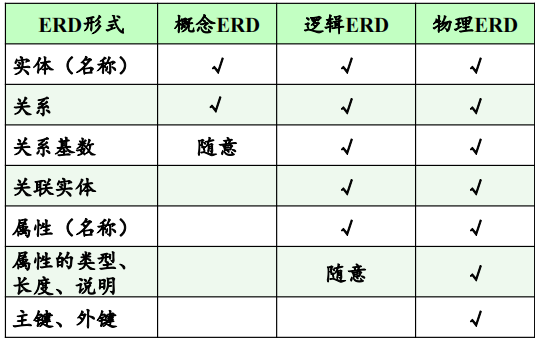 ERD形式 概念ERD 逻辑ERD 物理ERD
实体（名称） √ √ √
关系 √ √ √
关系基数 随意 √ √
关联实体 √ √
属性（名称） √ √
属性的类型、
长度、说明 随意 √
主键、外键 √